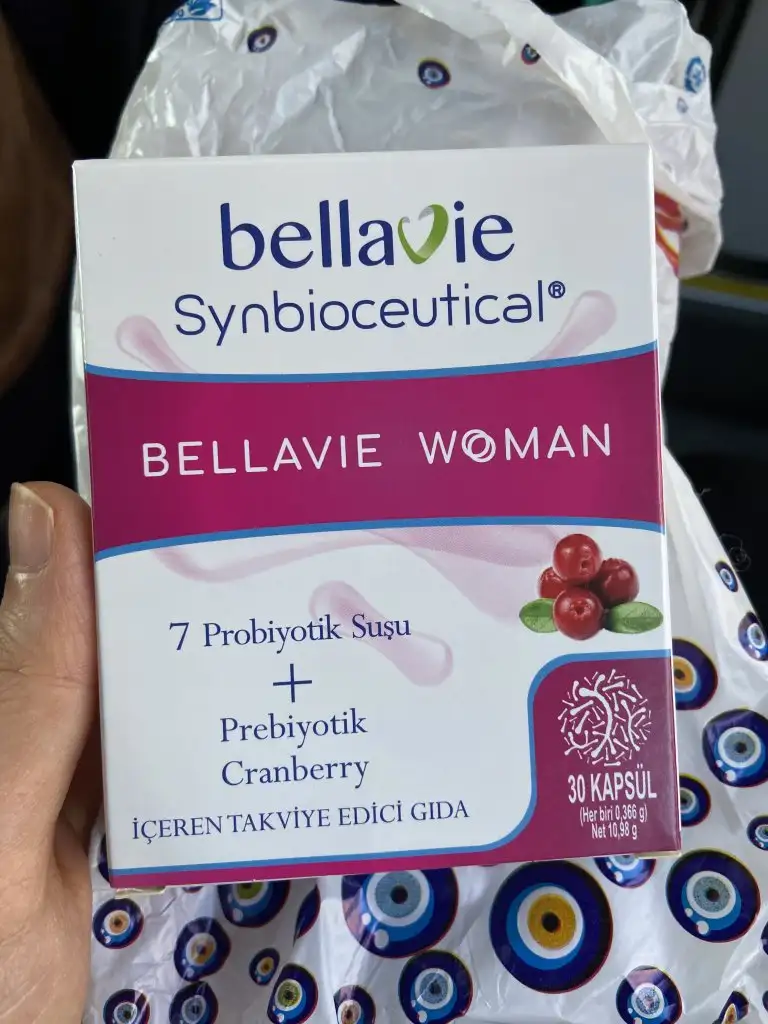 bellavie
Synbioceutical®
BELLAVIE WOMAN
7 Probiyotik Suşu
+
Prebiyotik
Cranberry
İÇEREN TAKVİYE EDİCİ GIDA
30 KAPSÜL
(Her biri 0,366 g)
Net 10,98 g